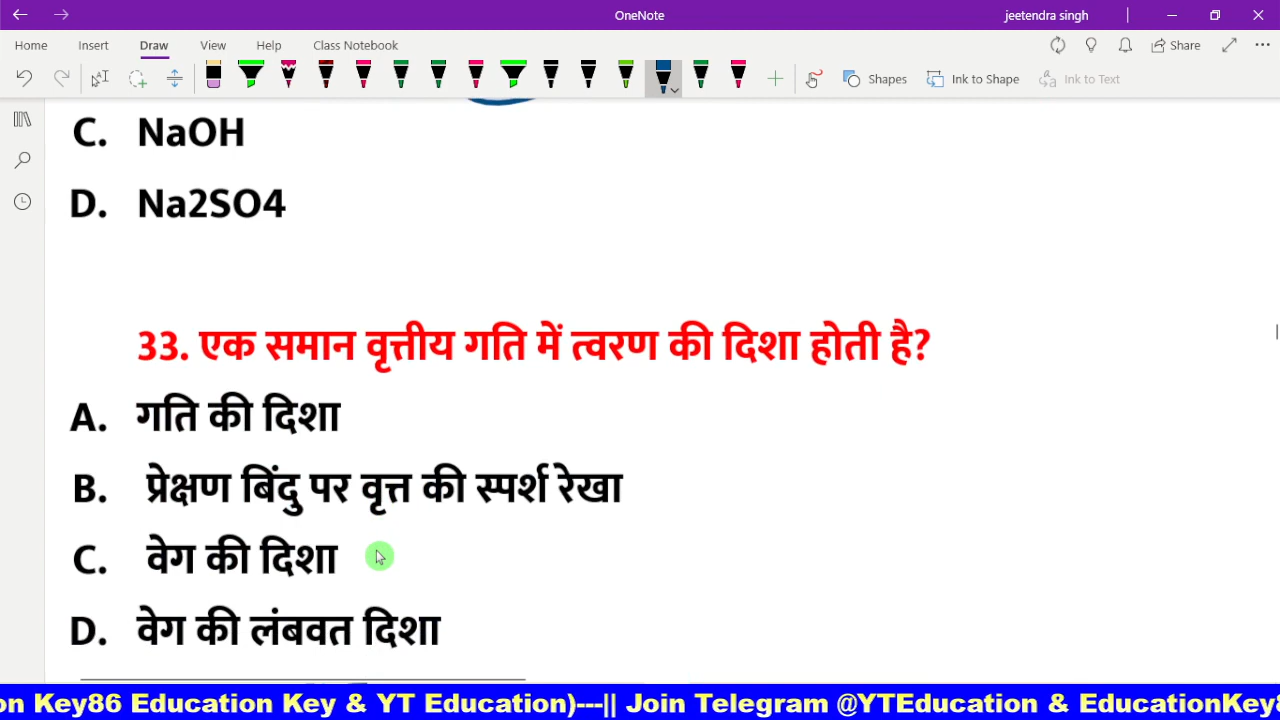 OneNote
jeetendra singh
Home Insert Draw View Help Class Notebook
Share
Shapes
Ink to Shape
Ink to Text
C. NaOH
D. Na2SO4
33. एक समान वृत्तीय गति में त्वरण की दिशा होती है?
A. गति की दिशा
B. प्रेक्षण बिंदु पर वृत्त की स्पर्श रेखा
C. वेग की दिशा
D. वेग की लंबवत दिशा
on Key86 Education Key & YT Education)---|| Join Telegram @YTEducation & EducationKey